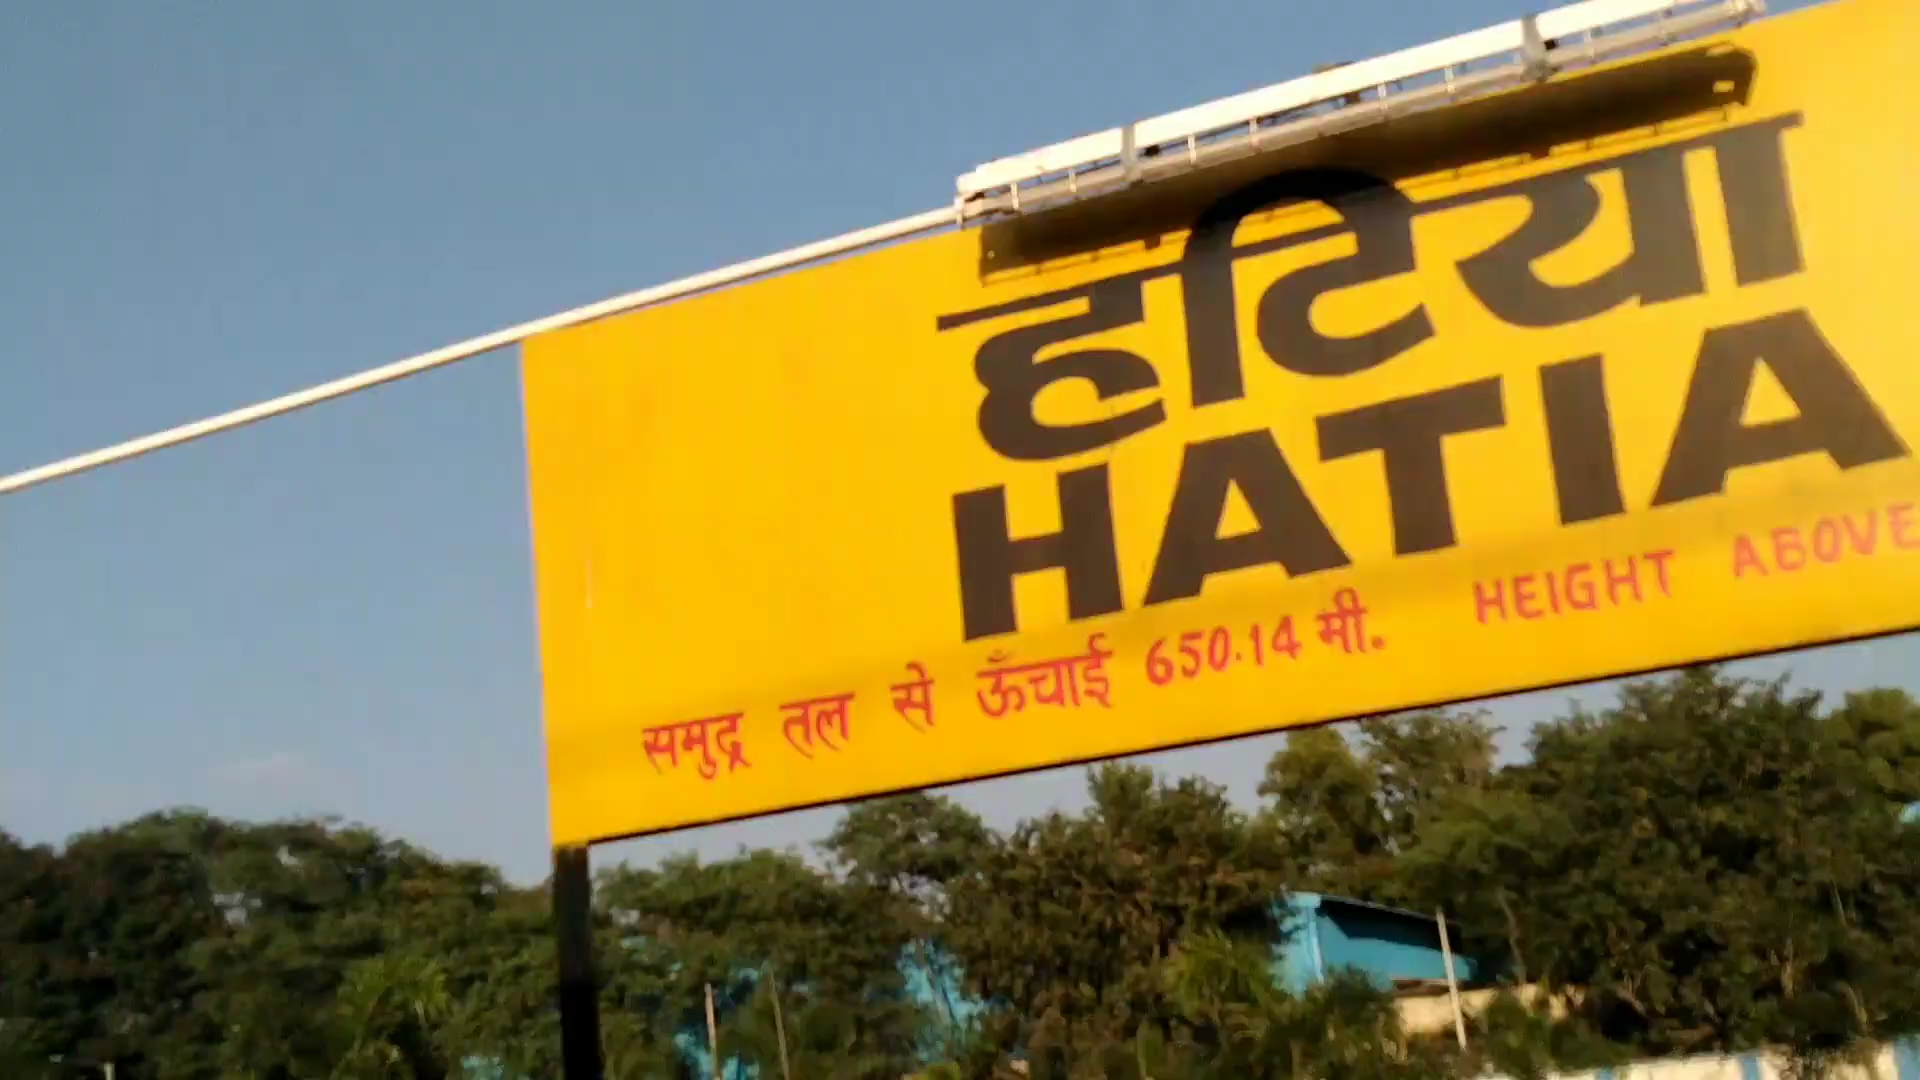 हटिया
HATIA
समुद्र तल से ऊँचाई 650.14 मी. HEIGHT ABOVE